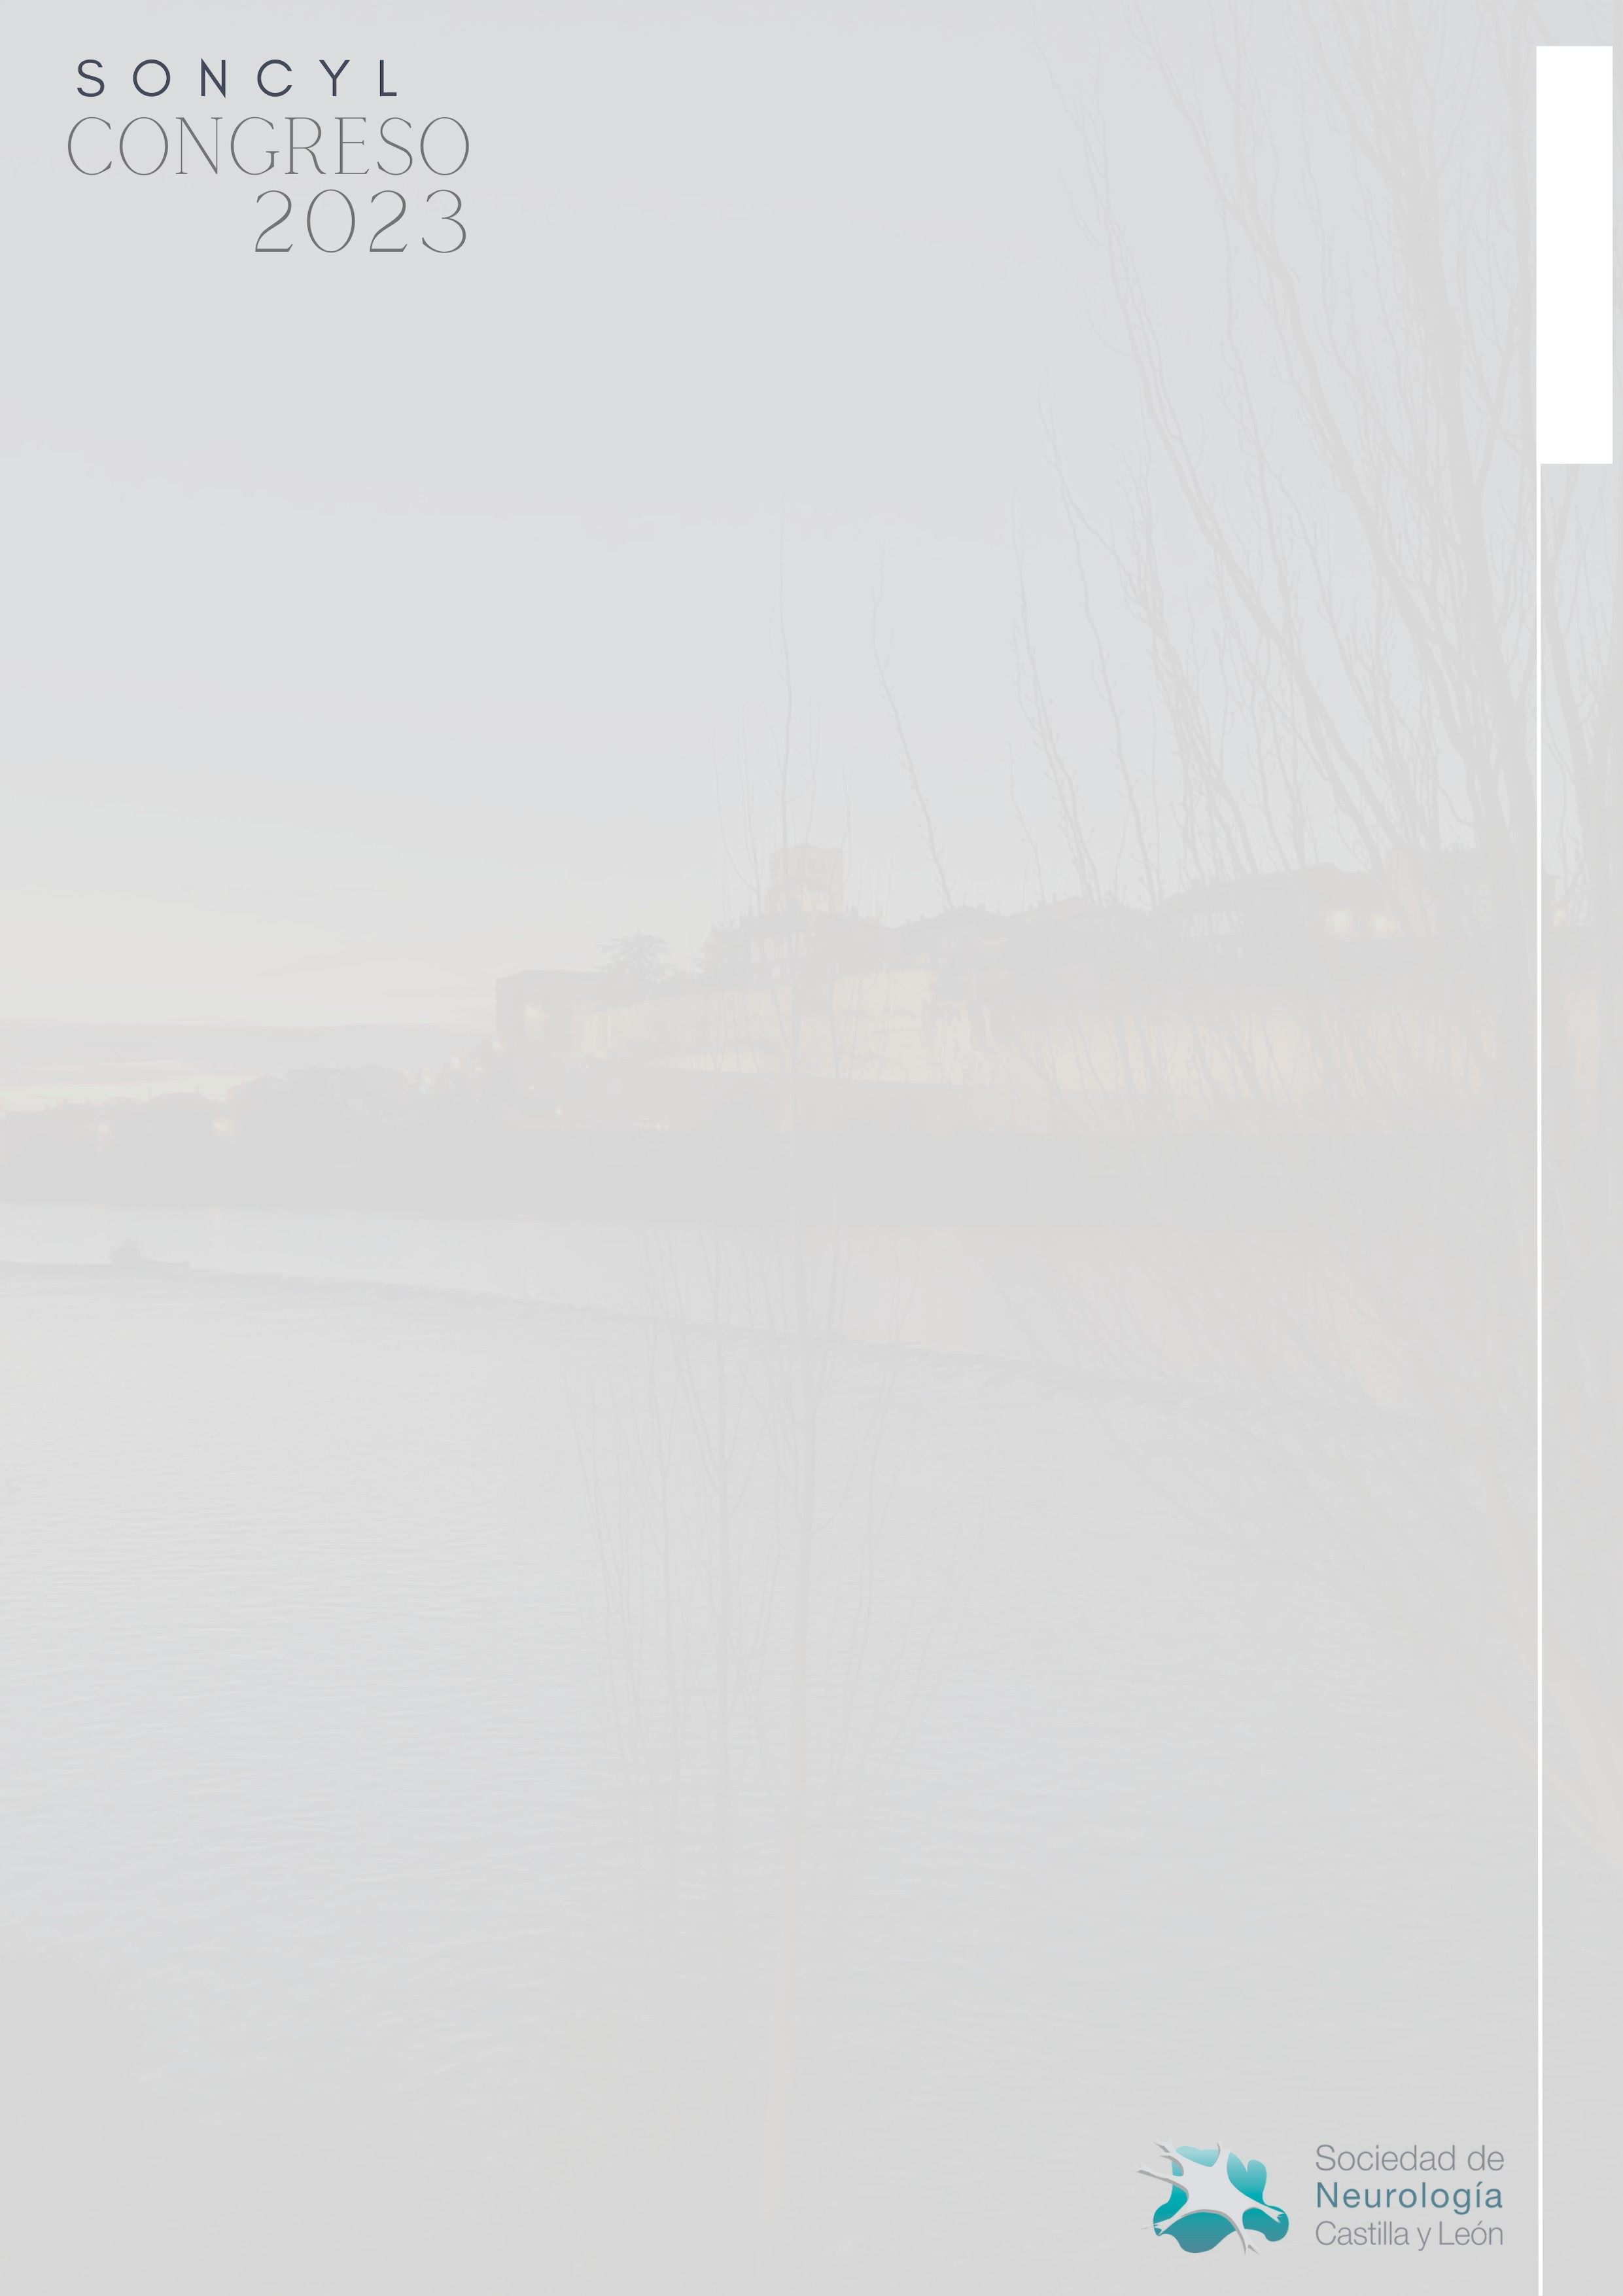 SONCYL
CONGRESO
2023
Sociedad de
Neurología
Castilla y León